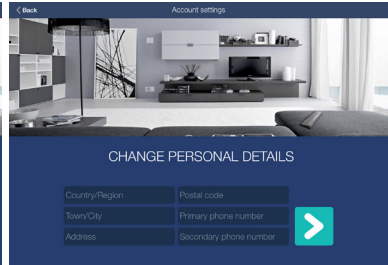 Back
Account settings
CHANGE PERSONAL DETAILS
Country/Region
Postal code
Town/City
Primary phone number
Address
Secondary phone number